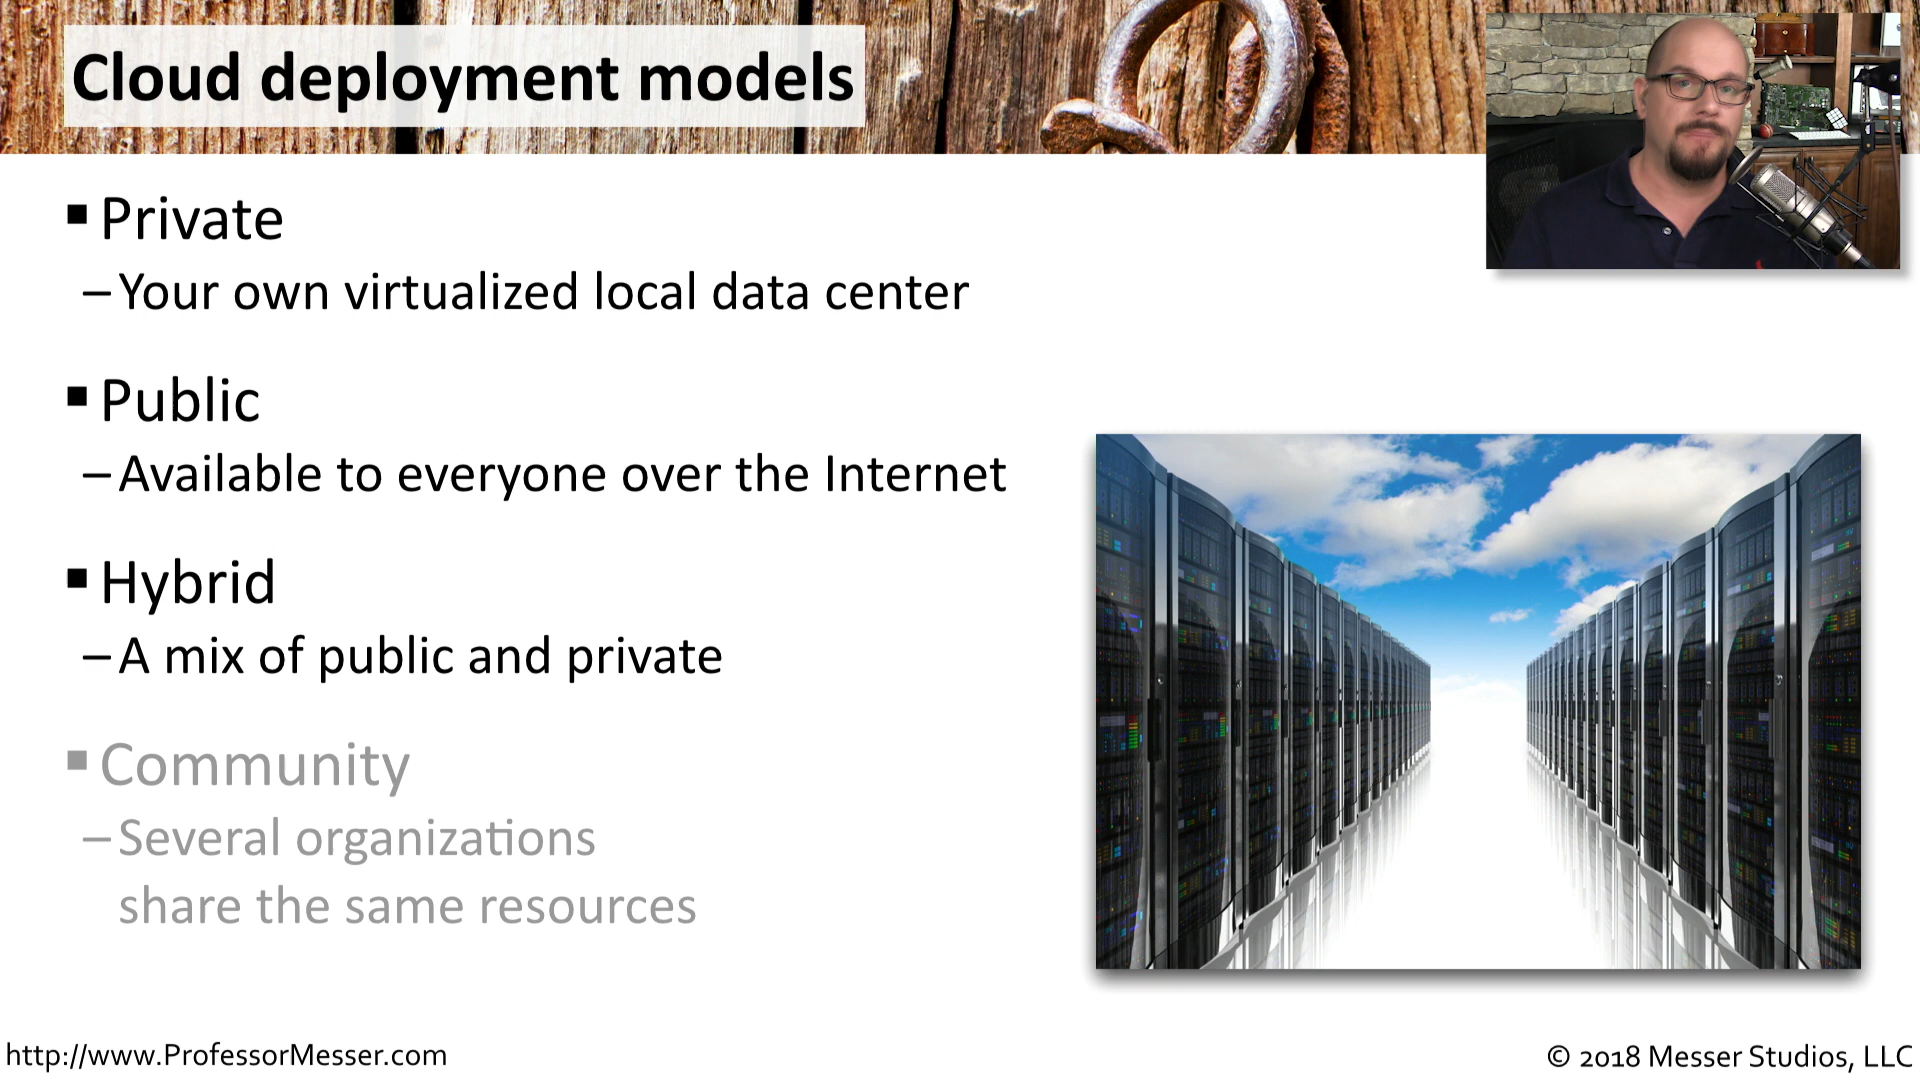 Cloud deployment models
▪ Private
– Your own virtualized local data center
▪ Public
– Available to everyone over the Internet
▪ Hybrid
– A mix of public and private
▪ Community
– Several organizations
share the same resources
http://www.ProfessorMesser.com
© 2018 Messer Studios, LLC